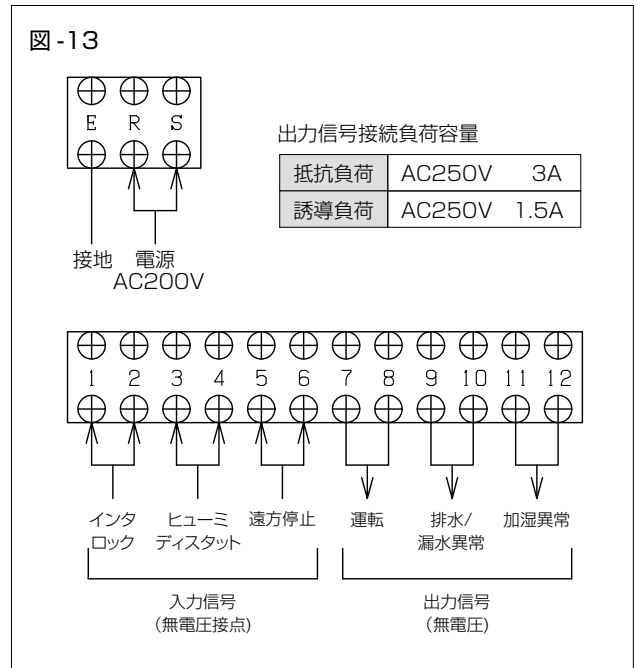 図-13
E R S
接地 電源
AC200V
出力信号接続負荷容量
抵抗負荷 AC250V 3A
誘導負荷 AC250V 1.5A
1 2 3 4 5 6 7 8 9 10 11 12
インタ
ロック
ヒューミ
ディスタット
遠方停止
運転
排水/
漏水異常
加湿異常
入力信号
(無電圧接点)
出力信号
(無電圧)